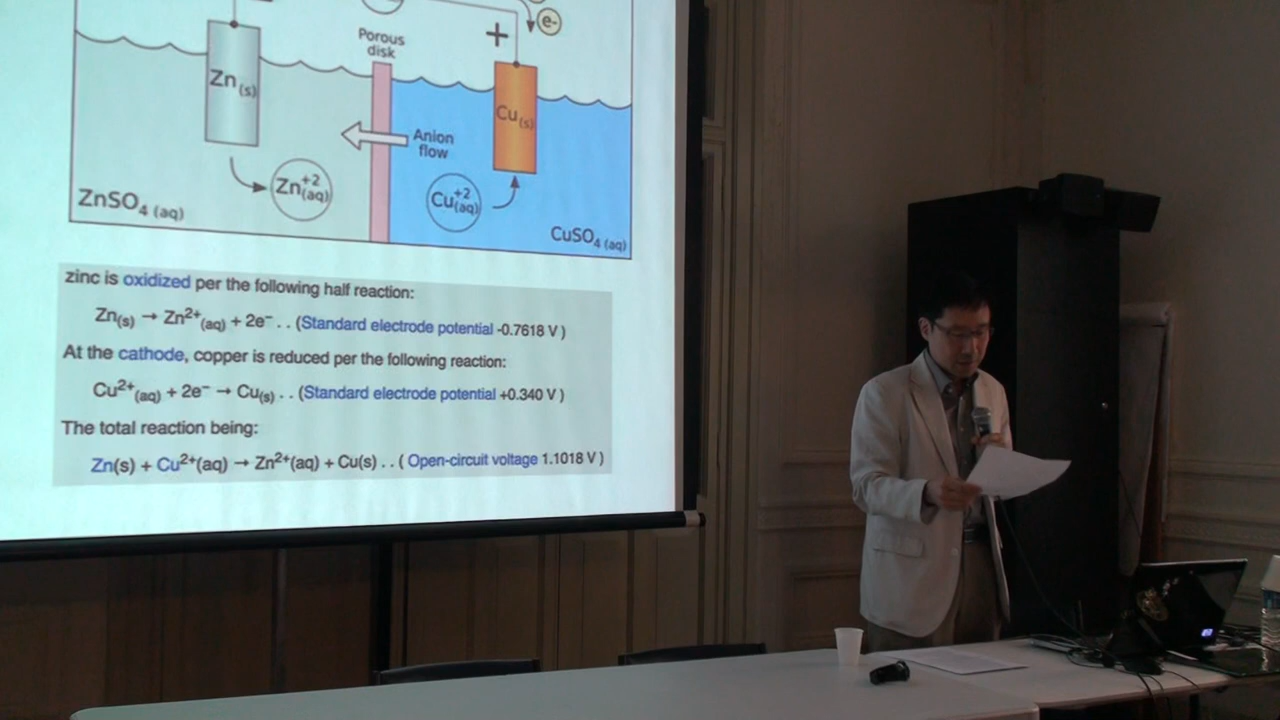 e-
+
Porous
disk
Zn(s)
Cu(s)
Anion
flow
Zn+2(aq)
Cu+2(aq)
ZnSO4 (aq)
CuSO4 (aq)
zinc is oxidized per the following half reaction:
Zn(s) → Zn2+(aq) + 2e− . . (Standard electrode potential -0.7618 V )
At the cathode, copper is reduced per the following reaction:
Cu2+(aq) + 2e− → Cu(s) . . (Standard electrode potential +0.340 V )
The total reaction being:
Zn(s) + Cu2+(aq) → Zn2+(aq) + Cu(s) . . ( Open-circuit voltage 1.1018 V )